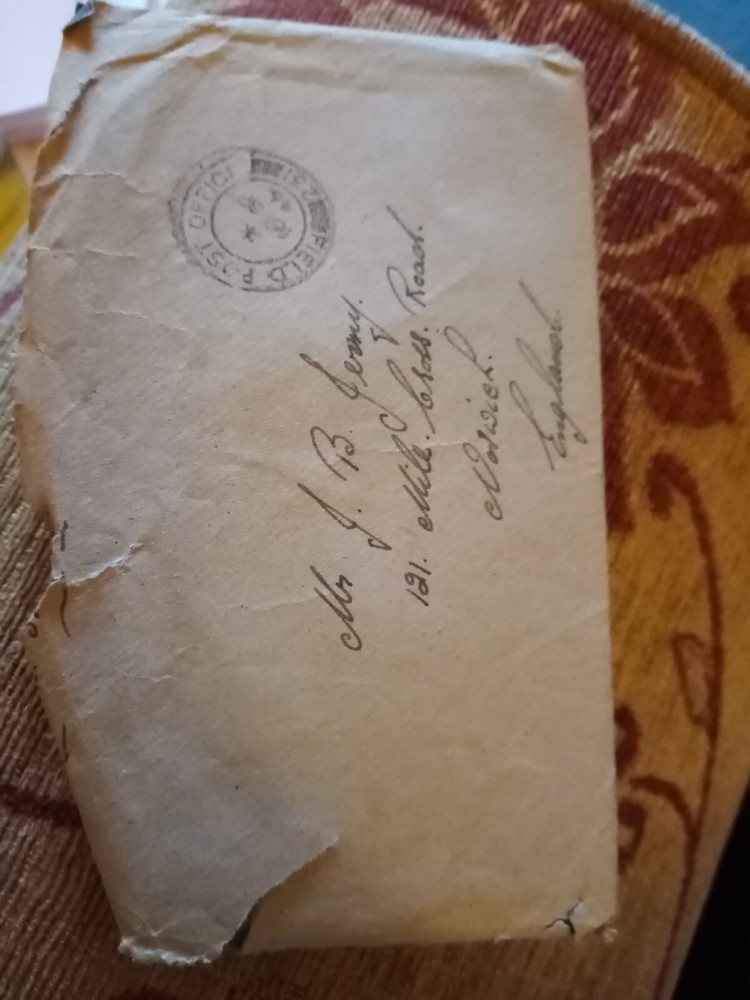 FIELD POST OFFICE
Mr J. B. Jermy.
121. Mile. Cross. Road.
Norwich.
England.